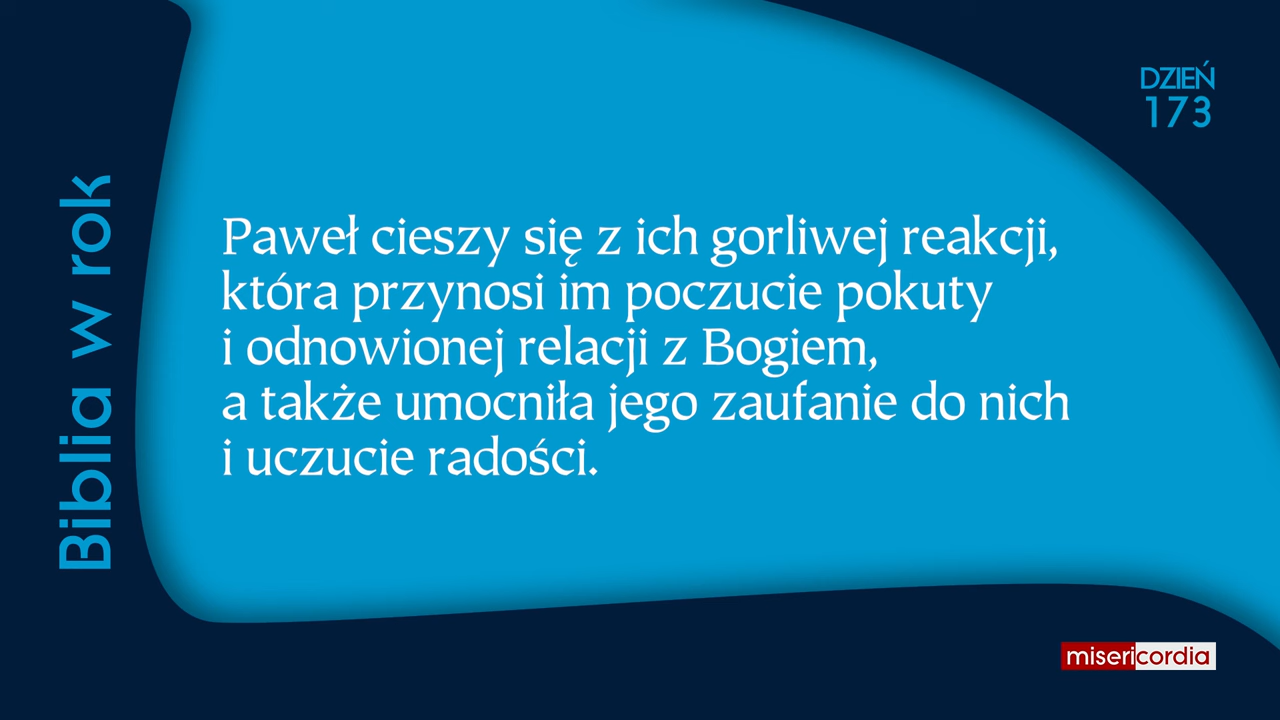 DZIEŃ
173
Biblia w rok
Paweł cieszy się z ich gorliwej reakcji,
która przynosi im poczucie pokuty
i odnowionej relacji z Bogiem,
a także umocniła jego zaufanie do nich
i uczucie radości.
misericordia